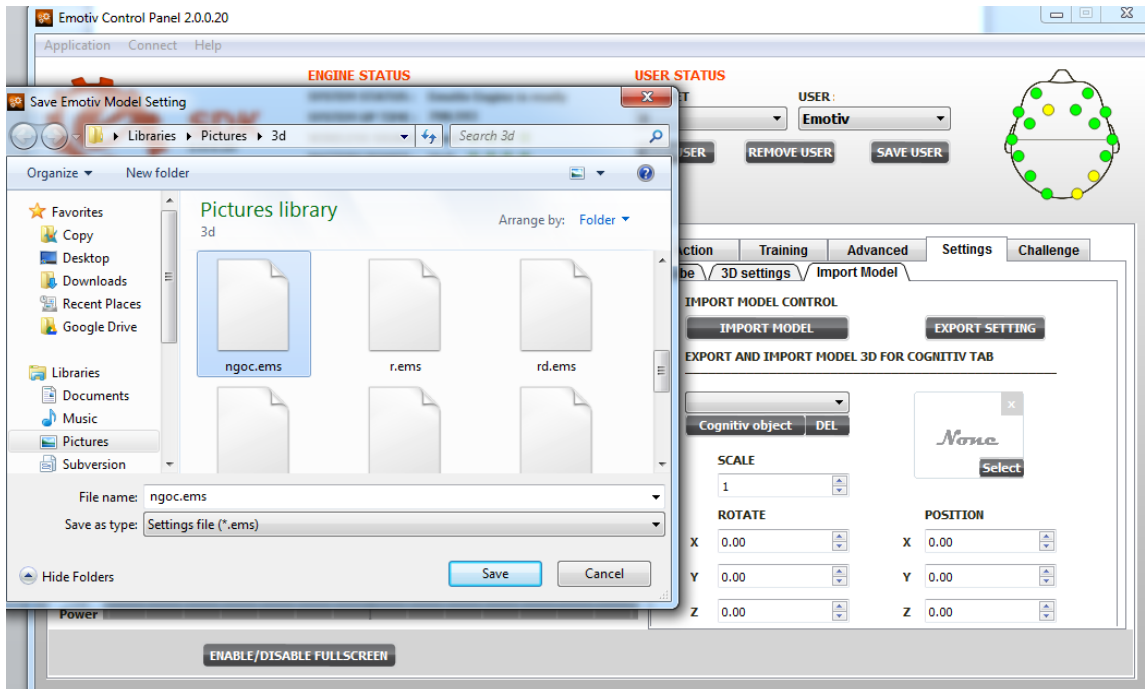 Emotiv Control Panel 2.0.0.20
Application Connect Help
ENGINE STATUS
USER STATUS
USER:
Emotiv
REMOVE USER
SAVE USER
Save Emotiv Model Setting
Libraries Pictures 3d
Search 3d
Organize New folder
Favorites
Copy
Desktop
Downloads
Recent Places
Google Drive
Libraries
Documents
Music
Pictures
Subversion
Pictures library
3d
Arrange by: Folder
ngoc.ems
r.ems
rd.ems
File name: ngoc.ems
Save as type: Settings file (*.ems)
Hide Folders
Save
Cancel
Training
Advanced
Settings
Challenge
3D settings
Import Model
IMPORT MODEL CONTROL
IMPORT MODEL
EXPORT SETTING
EXPORT AND IMPORT MODEL 3D FOR COGNITIV TAB
Cognitiv object
DEL
None
x
Select
SCALE
1
ROTATE
POSITION
X 0.00 X 0.00
Y 0.00 Y 0.00
Z 0.00 Z 0.00
Power
ENABLE/DISABLE FULLSCREEN